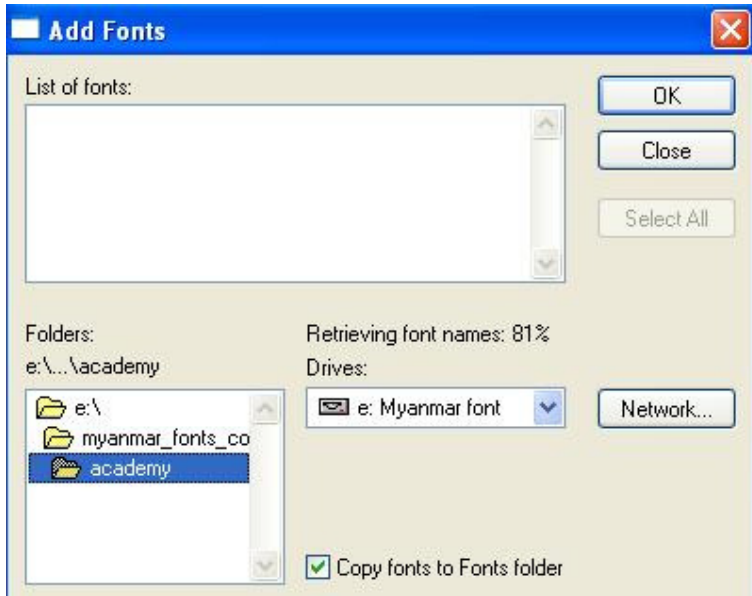 Add Fonts
List of fonts:
OK
Close
Select All
Folders:
Retrieving font names: 81%
e:\...\academy
Drives:
e:\
e: Myanmar font
Network...
myanmar_fonts_co
academy
Copy fonts to Fonts folder